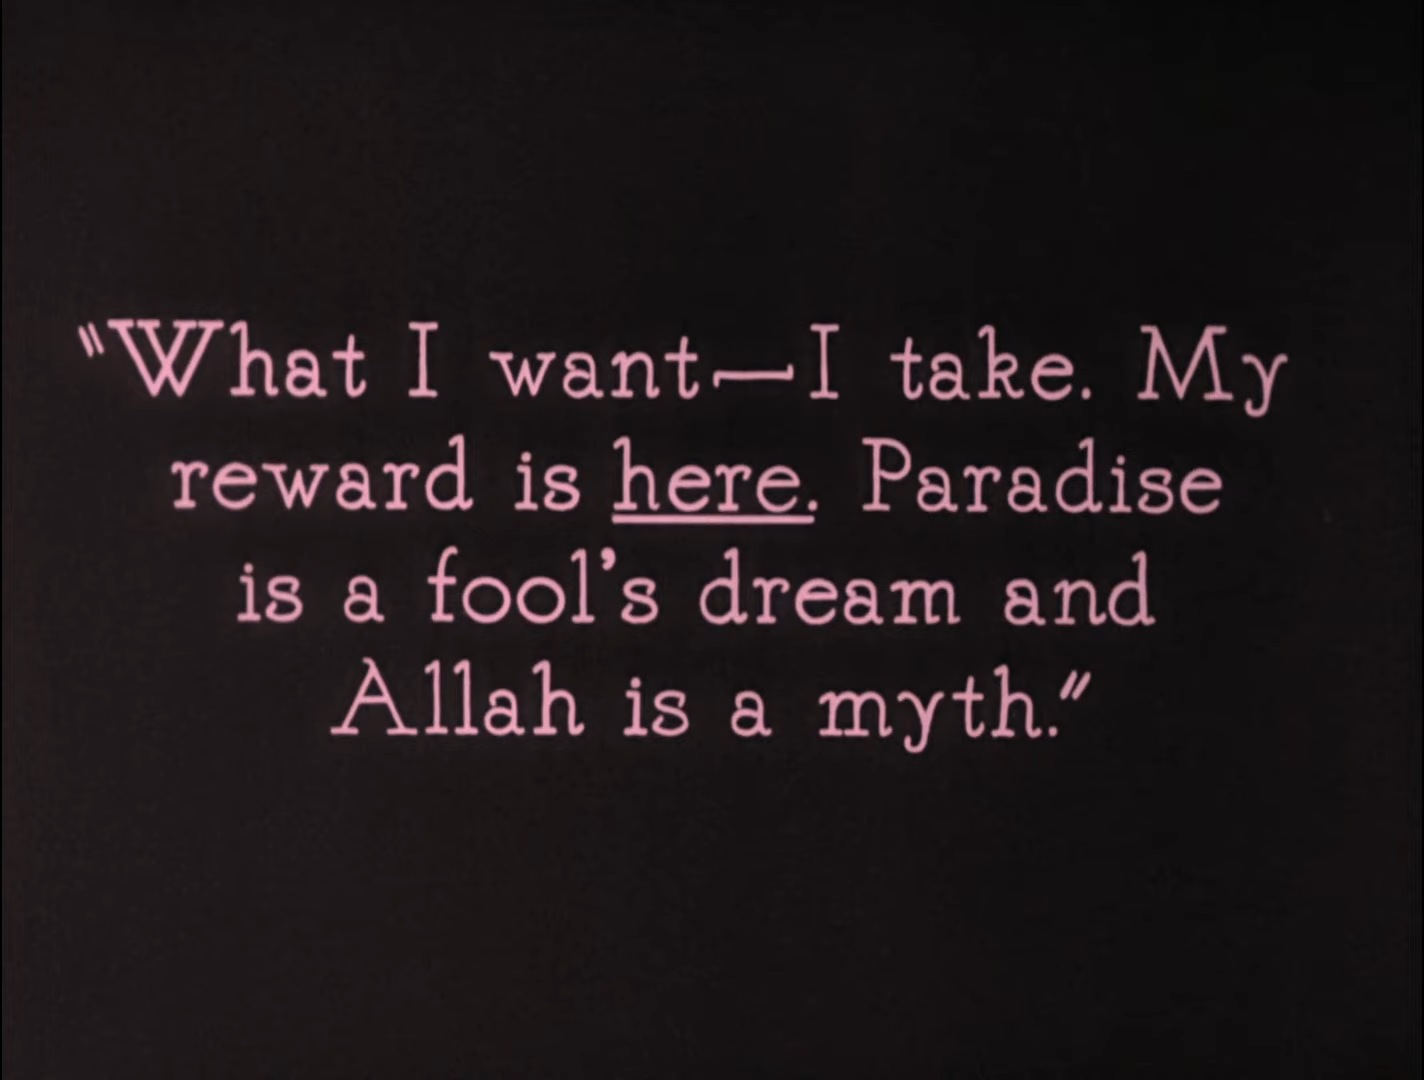 "What I want—I take. My
reward is here. Paradise
is a fool's dream and
Allah is a myth."